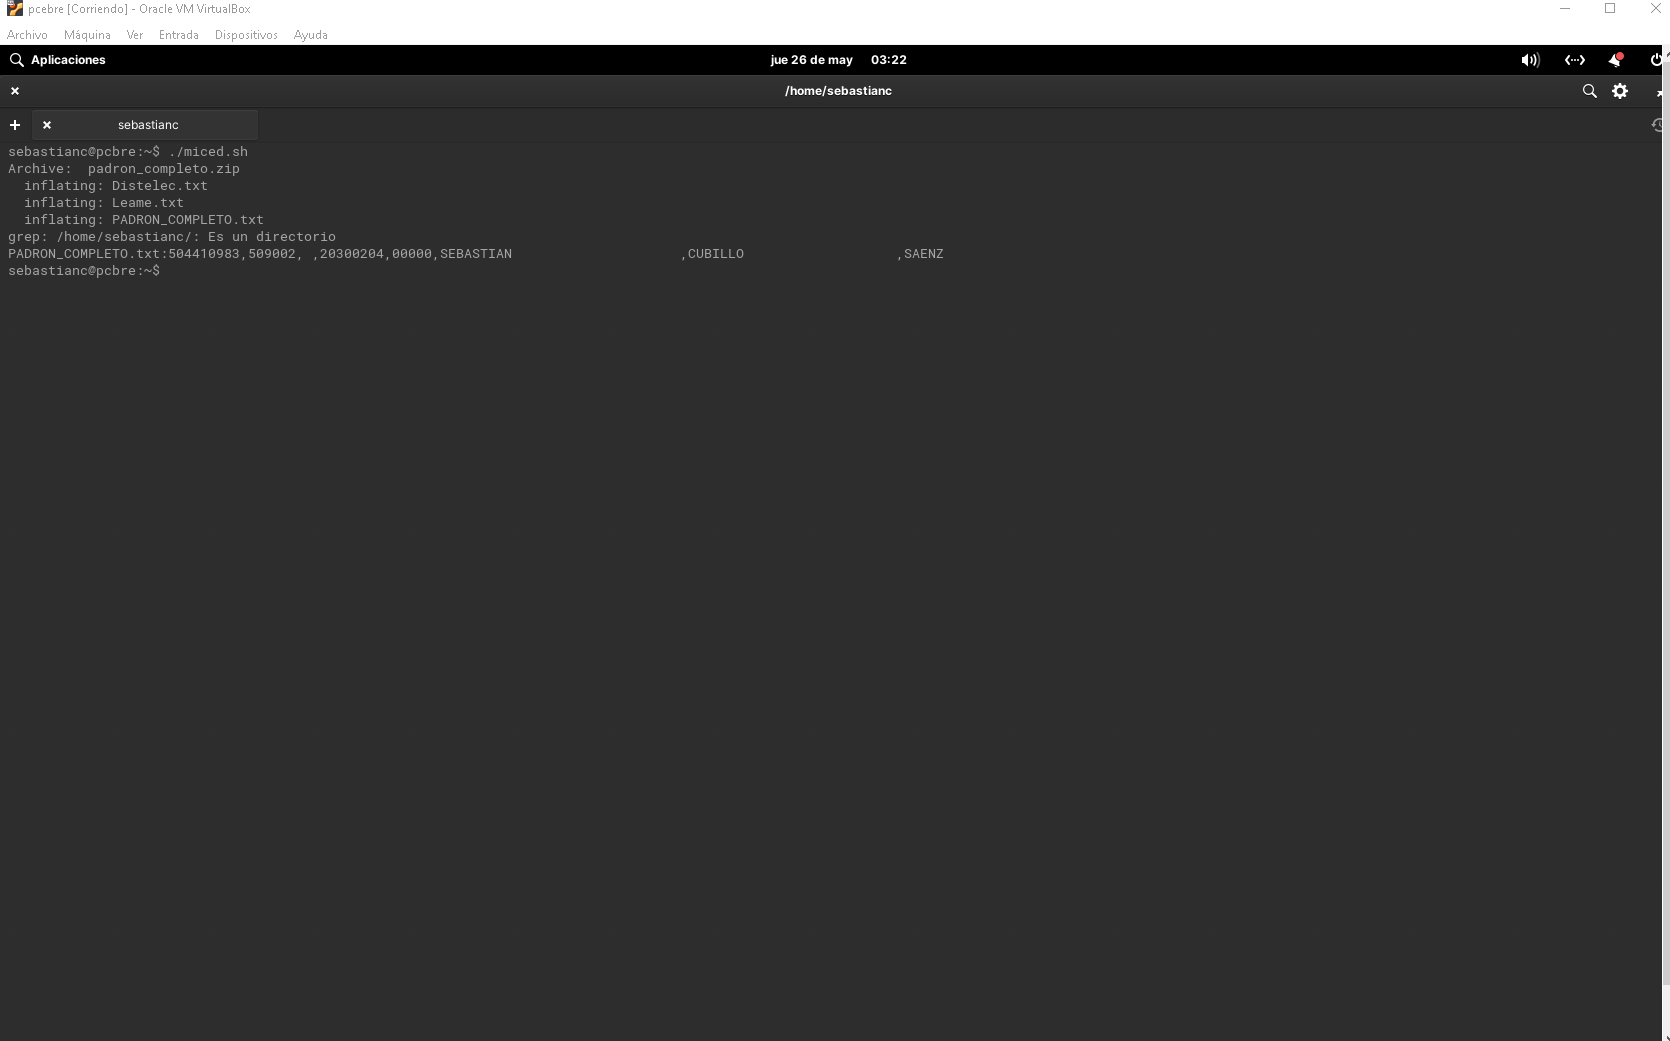 pcebre [Corriendo] - Oracle VM VirtualBox
Archivo Máquina Ver Entrada Dispositivos Ayuda
Aplicaciones jue 26 de may 03:22
/home/sebastianc
sebastianc
sebastianc@pcbre:~$ ./miced.sh
Archive:  padron_completo.zip
  inflating: Distelec.txt
  inflating: Leame.txt
  inflating: PADRON_COMPLETO.txt
grep: /home/sebastianc/: Es un directorio
PADRON_COMPLETO.txt:504410983,509002, ,20300204,00000,SEBASTIAN                     ,CUBILLO                   ,SAENZ
sebastianc@pcbre:~$